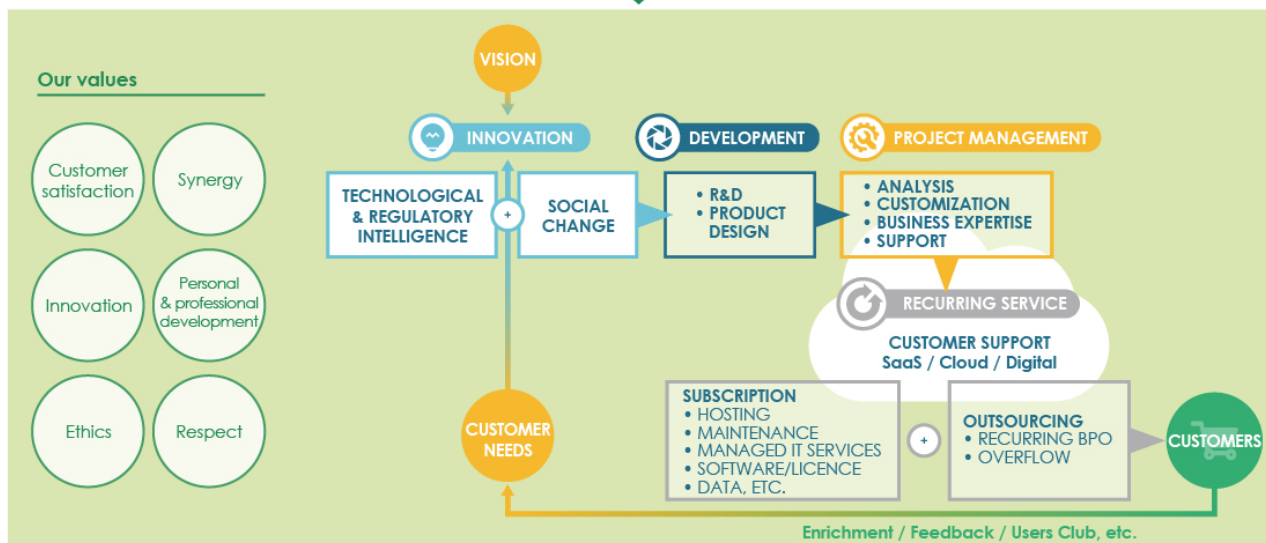 Our values
Customer
satisfaction
Synergy
Innovation
Personal
& professional
development
Ethics
Respect
VISION
INNOVATION
TECHNOLOGICAL
& REGULATORY
INTELLIGENCE
+
SOCIAL
CHANGE
DEVELOPMENT
• R&D
• PRODUCT
DESIGN
PROJECT MANAGEMENT
• ANALYSIS
• CUSTOMIZATION
• BUSINESS EXPERTISE
• SUPPORT
RECURRING SERVICE
CUSTOMER SUPPORT
SaaS / Cloud / Digital
SUBSCRIPTION
• HOSTING
• MAINTENANCE
• MANAGED IT SERVICES
• SOFTWARE/LICENCE
• DATA, ETC.
+
OUTSOURCING
• RECURRING BPO
• OVERFLOW
CUSTOMERS
CUSTOMER
NEEDS
Enrichment / Feedback / Users Club, etc.